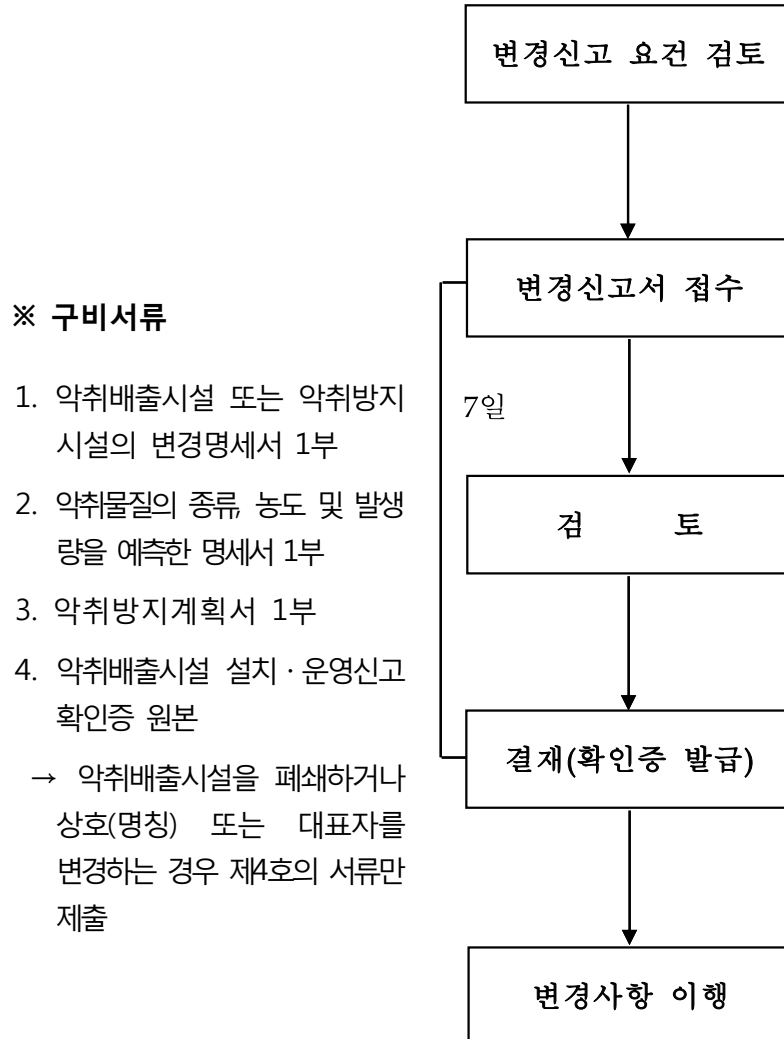 변경신고 요건 검토
변경신고서 접수
※ 구비서류
1. 악취배출시설 또는 악취방지
시설의 변경명세서 1부
2. 악취물질의 종류, 농도 및 발생
량을 예측한 명세서 1부
3. 악취방지계획서 1부
4. 악취배출시설 설치 · 운영신고
확인증 원본
→ 악취배출시설을 폐쇄하거나
상호(명칭) 또는 대표자를
변경하는 경우 제4호의 서류만
제출
7일
검 토
결재(확인증 발급)
변경사항 이행